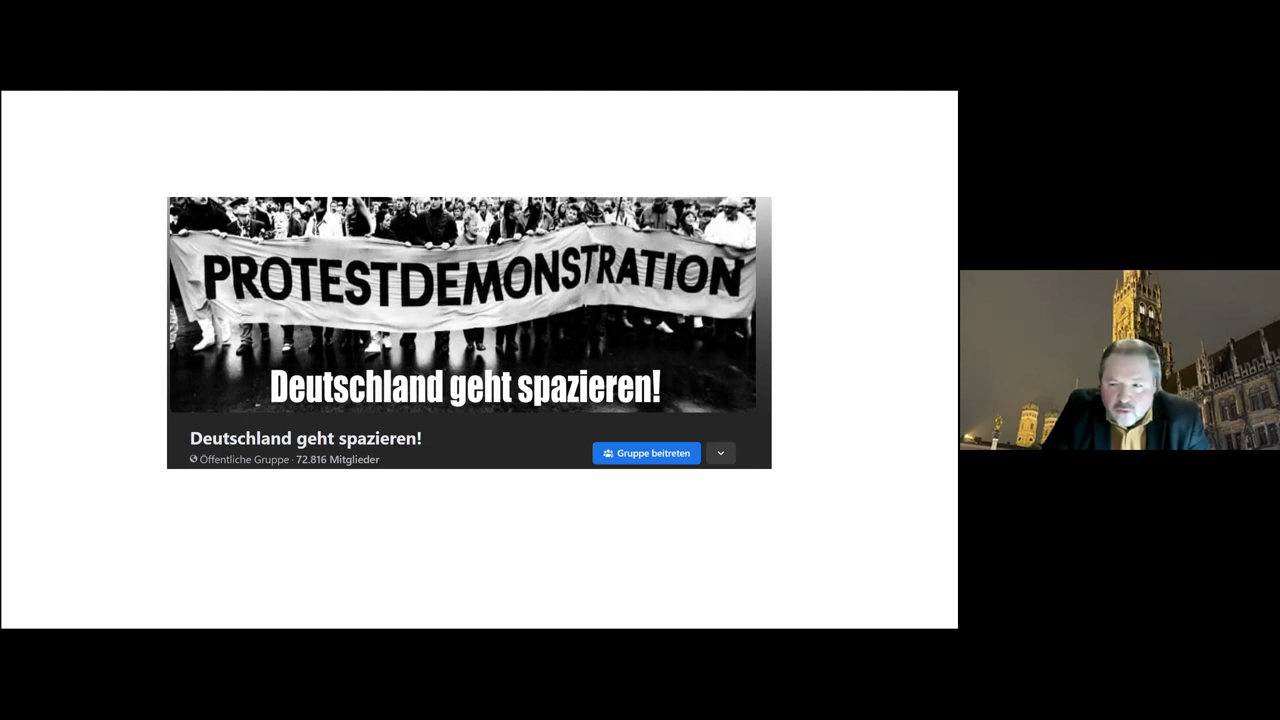 PROTESTDEMONSTRATION
Deutschland geht spazieren!
Deutschland geht spazieren!
Öffentliche Gruppe · 72.816 Mitglieder
Gruppe beitreten